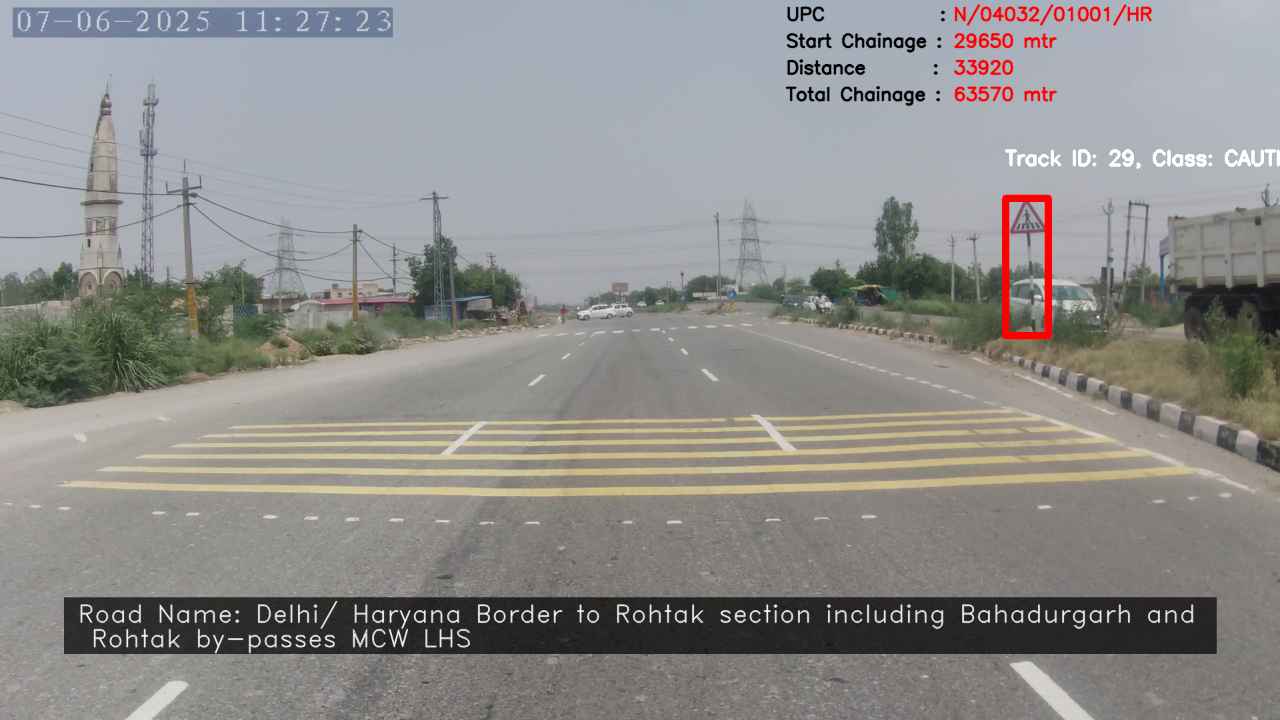 07-06-2025 11:27:23
UPC : N/04032/01001/HR
Start Chainage : 29650 mtr
Distance : 33920
Total Chainage : 63570 mtr
Track ID: 29, Class: CAUTI
Road Name: Delhi/ Haryana Border to Rohtak section including Bahadurgarh and
Rohtak by-passes MCW LHS